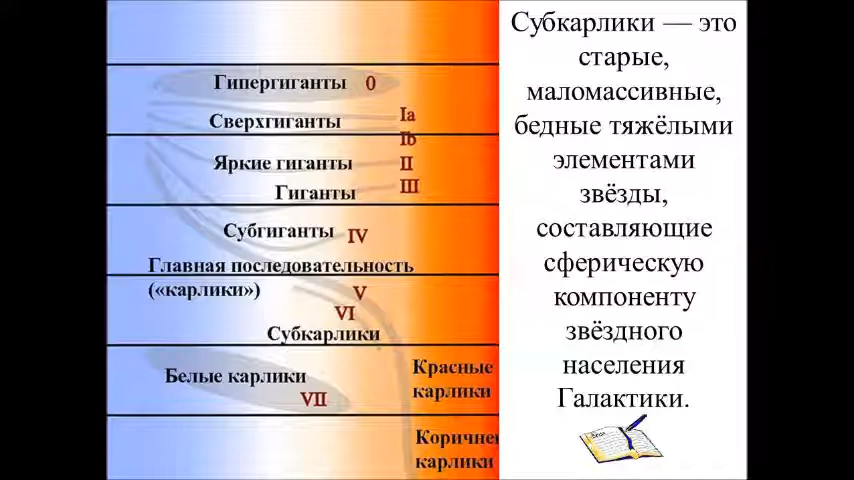 Гипергиганты 0
Сверхгиганты Ia
Ib
Яркие гиганты II
Гиганты III
Субгиганты IV
Главная последовательность
(«карлики») V
VI
Субкарлики
Белые карлики
VII
Красные
карлики
Коричне
карлики
Субкарлики — это
старые,
маломассивные,
бедные тяжёлыми
элементами
звёзды,
составляющие
сферическую
компоненту
звёздного
населения
Галактики.